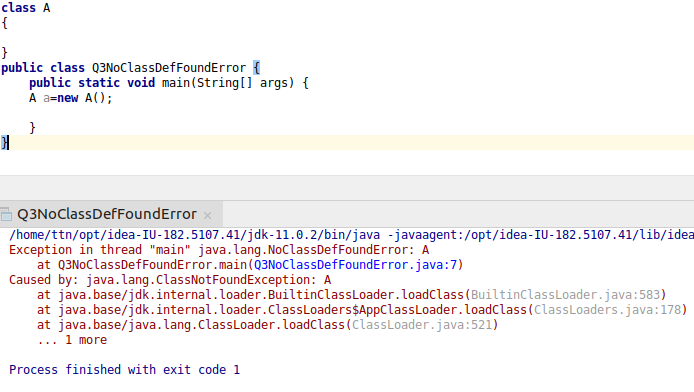 class A
{
}
public class Q3NoClassDefFoundError {
    public static void main(String[] args) {
    A a=new A();
    }
}
Q3NoClassDefFoundError ×
/home/ttn/opt/idea-IU-182.5107.41/jdk-11.0.2/bin/java -javaagent:/opt/idea-IU-182.5107.41/lib/idea
Exception in thread "main" java.lang.NoClassDefFoundError: A
    at Q3NoClassDefFoundError.main(Q3NoClassDefFoundError.java:7)
Caused by: java.lang.ClassNotFoundException: A
    at java.base/jdk.internal.loader.BuiltinClassLoader.loadClass(BuiltinClassLoader.java:583)
    at java.base/jdk.internal.loader.ClassLoaders$AppClassLoader.loadClass(ClassLoaders.java:178)
    at java.base/java.lang.ClassLoader.loadClass(ClassLoader.java:521)
    ... 1 more
Process finished with exit code 1